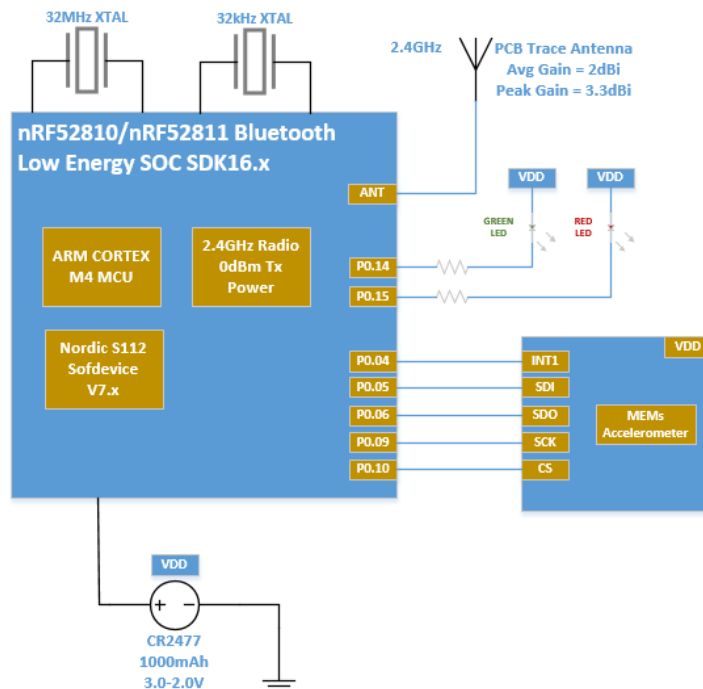 32MHz XTAL
32kHz XTAL
2.4GHz
PCB Trace Antenna
Avg Gain = 2dBi
Peak Gain = 3.3dBi
nRF52810/nRF52811 Bluetooth
Low Energy SOC SDK16.x
ANT
VDD
VDD
GREEN
LED
RED
LED
ARM CORTEX
M4 MCU
2.4GHz Radio
0dBm Tx
Power
P0.14
P0.15
Nordic S112
Sofdevice
V7.x
P0.04
P0.05
P0.06
P0.09
P0.10
INT1
SDI
SDO
SCK
CS
VDD
MEMs
Accelerometer
VDD
+ −
CR2477
1000mAh
3.0-2.0V